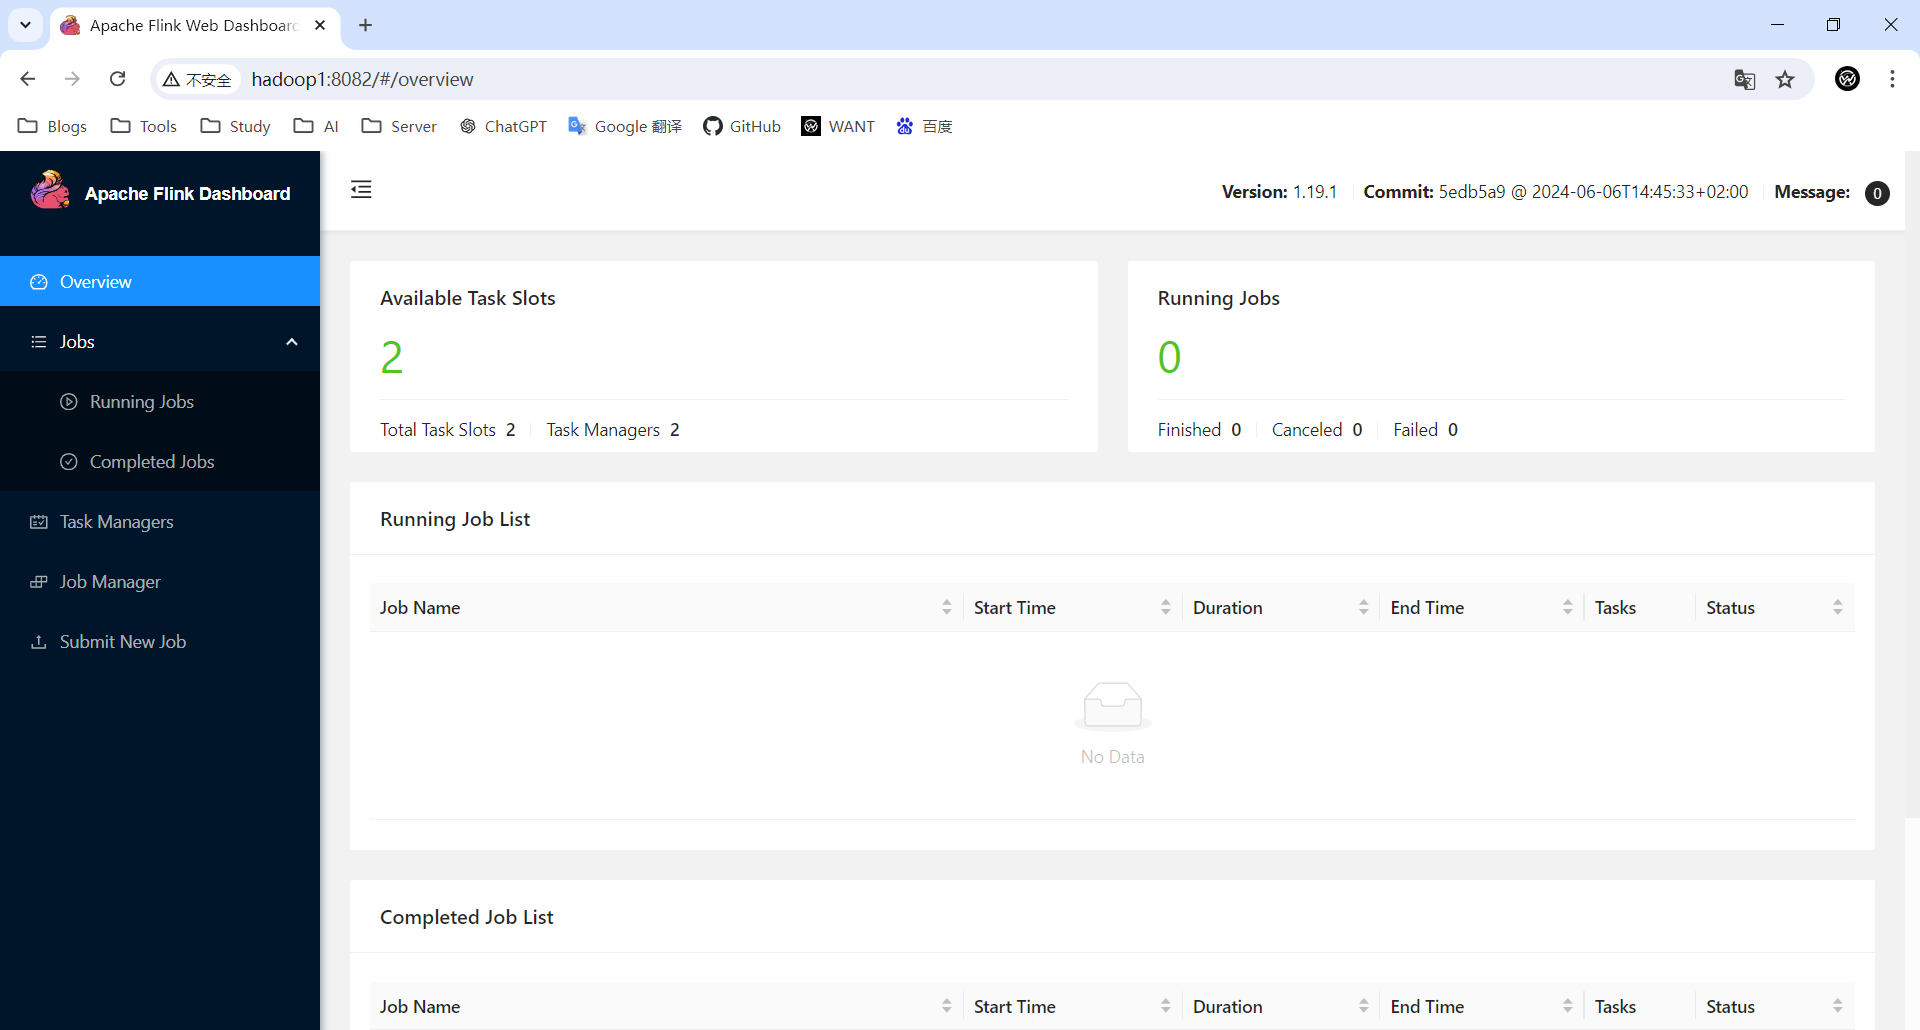 Apache Flink Web Dashboard
不安全 hadoop1:8082/#/overview
Blogs Tools Study AI Server ChatGPT Google 翻译 GitHub WANT 百度
Apache Flink Dashboard
Version: 1.19.1 Commit: 5edb5a9 @ 2024-06-06T14:45:33+02:00 Message: 0
Overview
Jobs
Running Jobs
Completed Jobs
Task Managers
Job Manager
Submit New Job
Available Task Slots
2
Total Task Slots 2 Task Managers 2
Running Jobs
0
Finished 0 Canceled 0 Failed 0
Running Job List
Job Name Start Time Duration End Time Tasks Status
No Data
Completed Job List
Job Name Start Time Duration End Time Tasks Status